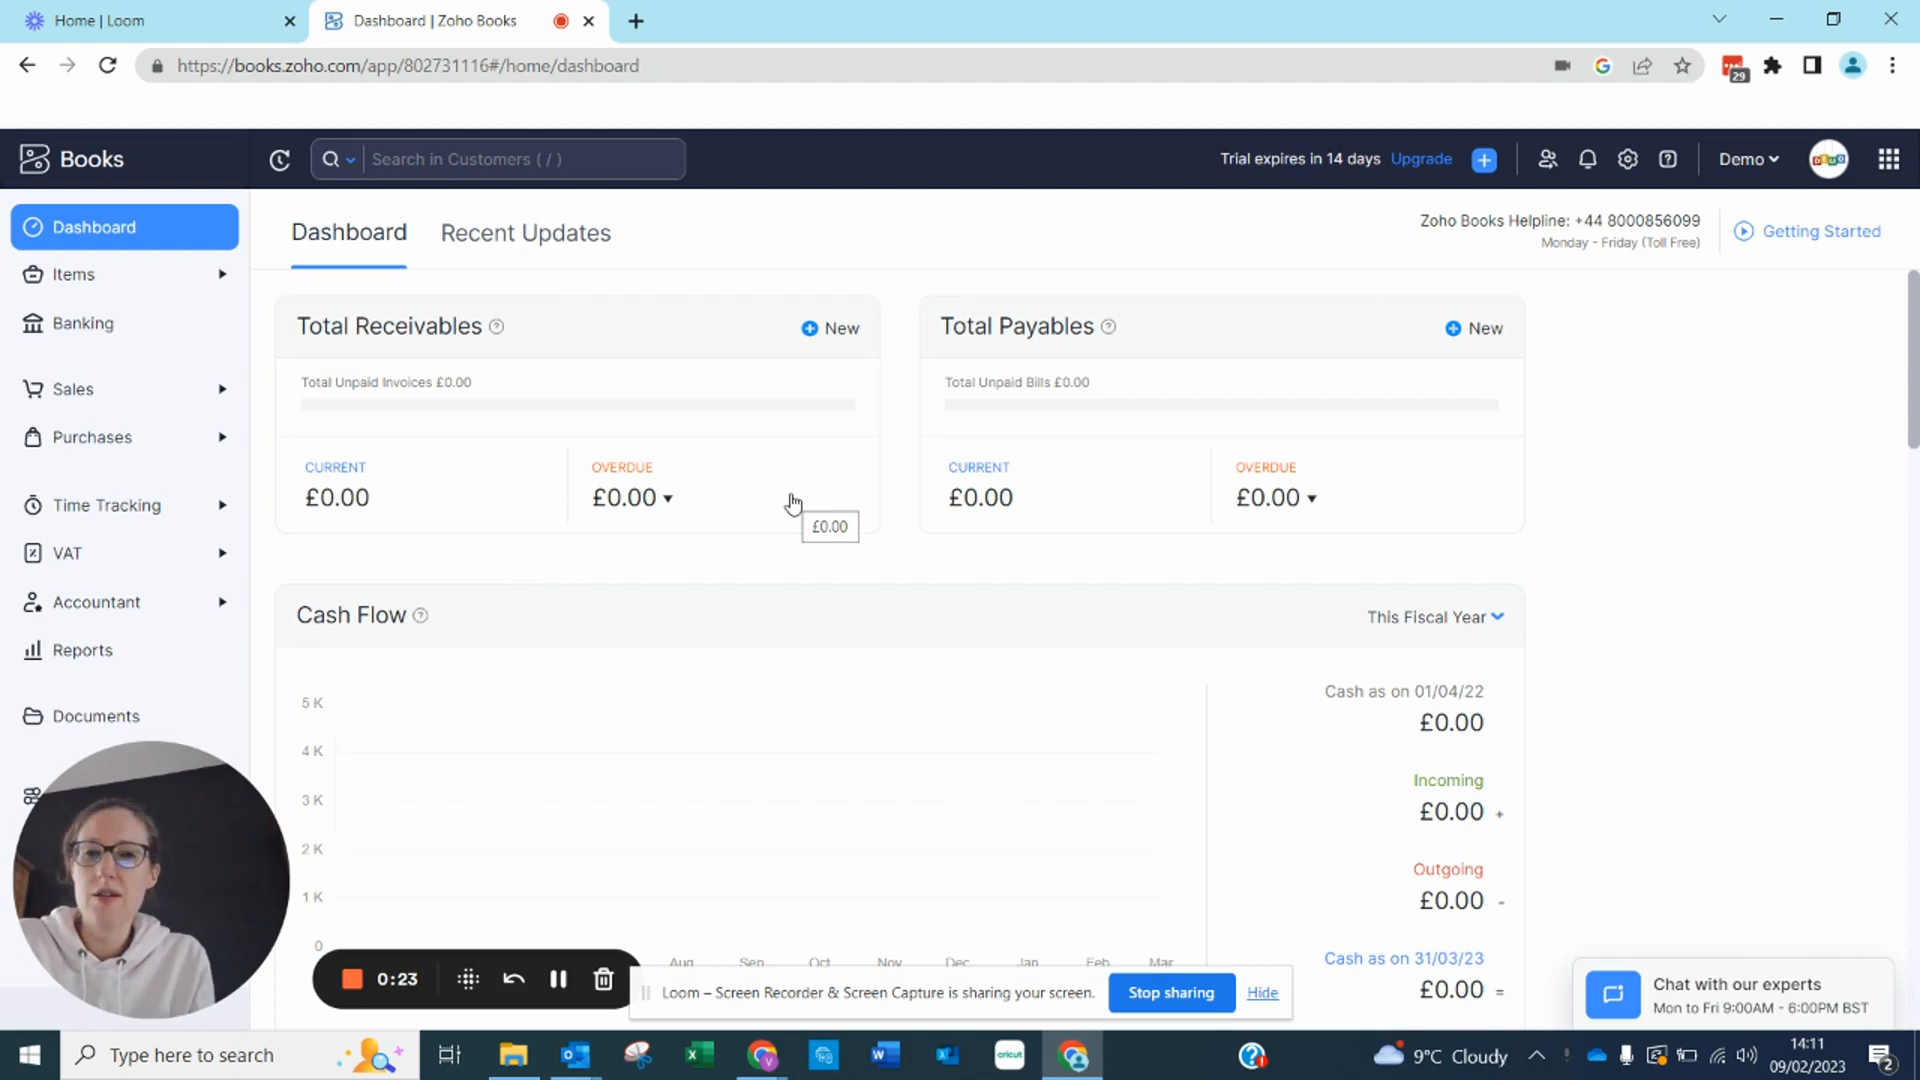 Home | Loom
Dashboard | Zoho Books
https://books.zoho.com/app/802731116#/home/dashboard
29
Books
Search in Customers ( / )
Trial expires in 14 days Upgrade
Demo
DEMO
Dashboard
Items
Banking
Sales
Purchases
Time Tracking
VAT
Accountant
Reports
Documents
Dashboard
Recent Updates
Zoho Books Helpline: +44 8000856099
Monday - Friday (Toll Free)
Getting Started
Total Receivables
New
Total Unpaid Invoices £0.00
CURRENT
£0.00
OVERDUE
£0.00
£0.00
Total Payables
New
Total Unpaid Bills £0.00
CURRENT
£0.00
OVERDUE
£0.00
Cash Flow
This Fiscal Year
5 K
4 K
3 K
2 K
1 K
0
Aug Sep Oct Nov Dec Jan Feb Mar
Cash as on 01/04/22
£0.00
Incoming
£0.00 +
Outgoing
£0.00 -
Cash as on 31/03/23
£0.00 =
0:23
Loom – Screen Recorder & Screen Capture is sharing your screen.
Stop sharing
Hide
Chat with our experts
Mon to Fri 9:00AM - 6:00PM BST
Type here to search
cricut
9°C Cloudy
14:11
09/02/2023
2